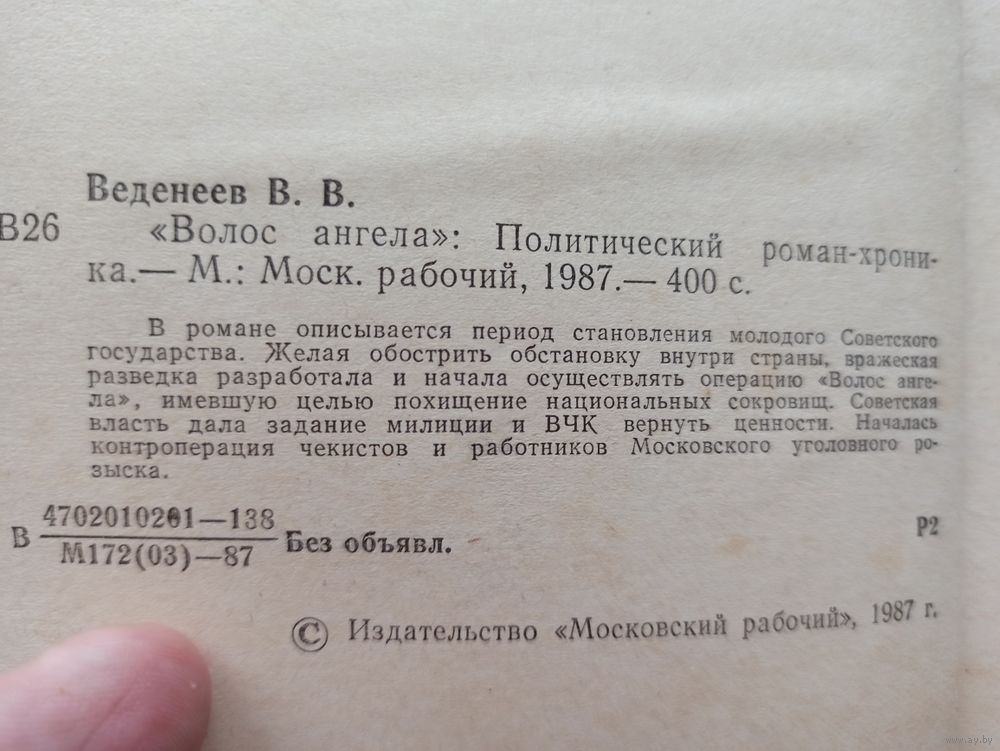 Веденеев В. В.
В26 «Волос ангела»: Политический роман-хрони-
ка.— М.: Моск. рабочий, 1987.— 400 с.
В романе описывается период становления молодого Советского
государства. Желая обострить обстановку внутри страны, вражеская
разведка разработала и начала осуществлять операцию «Волос анге-
ла», имевшую целью похищение национальных сокровищ. Советская
власть дала задание милиции и ВЧК вернуть ценности. Началась
контроперация чекистов и работников Московского уголовного ро-
зыска.
В 4702010201—138
М172(03)—87 Без объявл. Р2
© Издательство «Московский рабочий», 1987 г.
www.ay.by